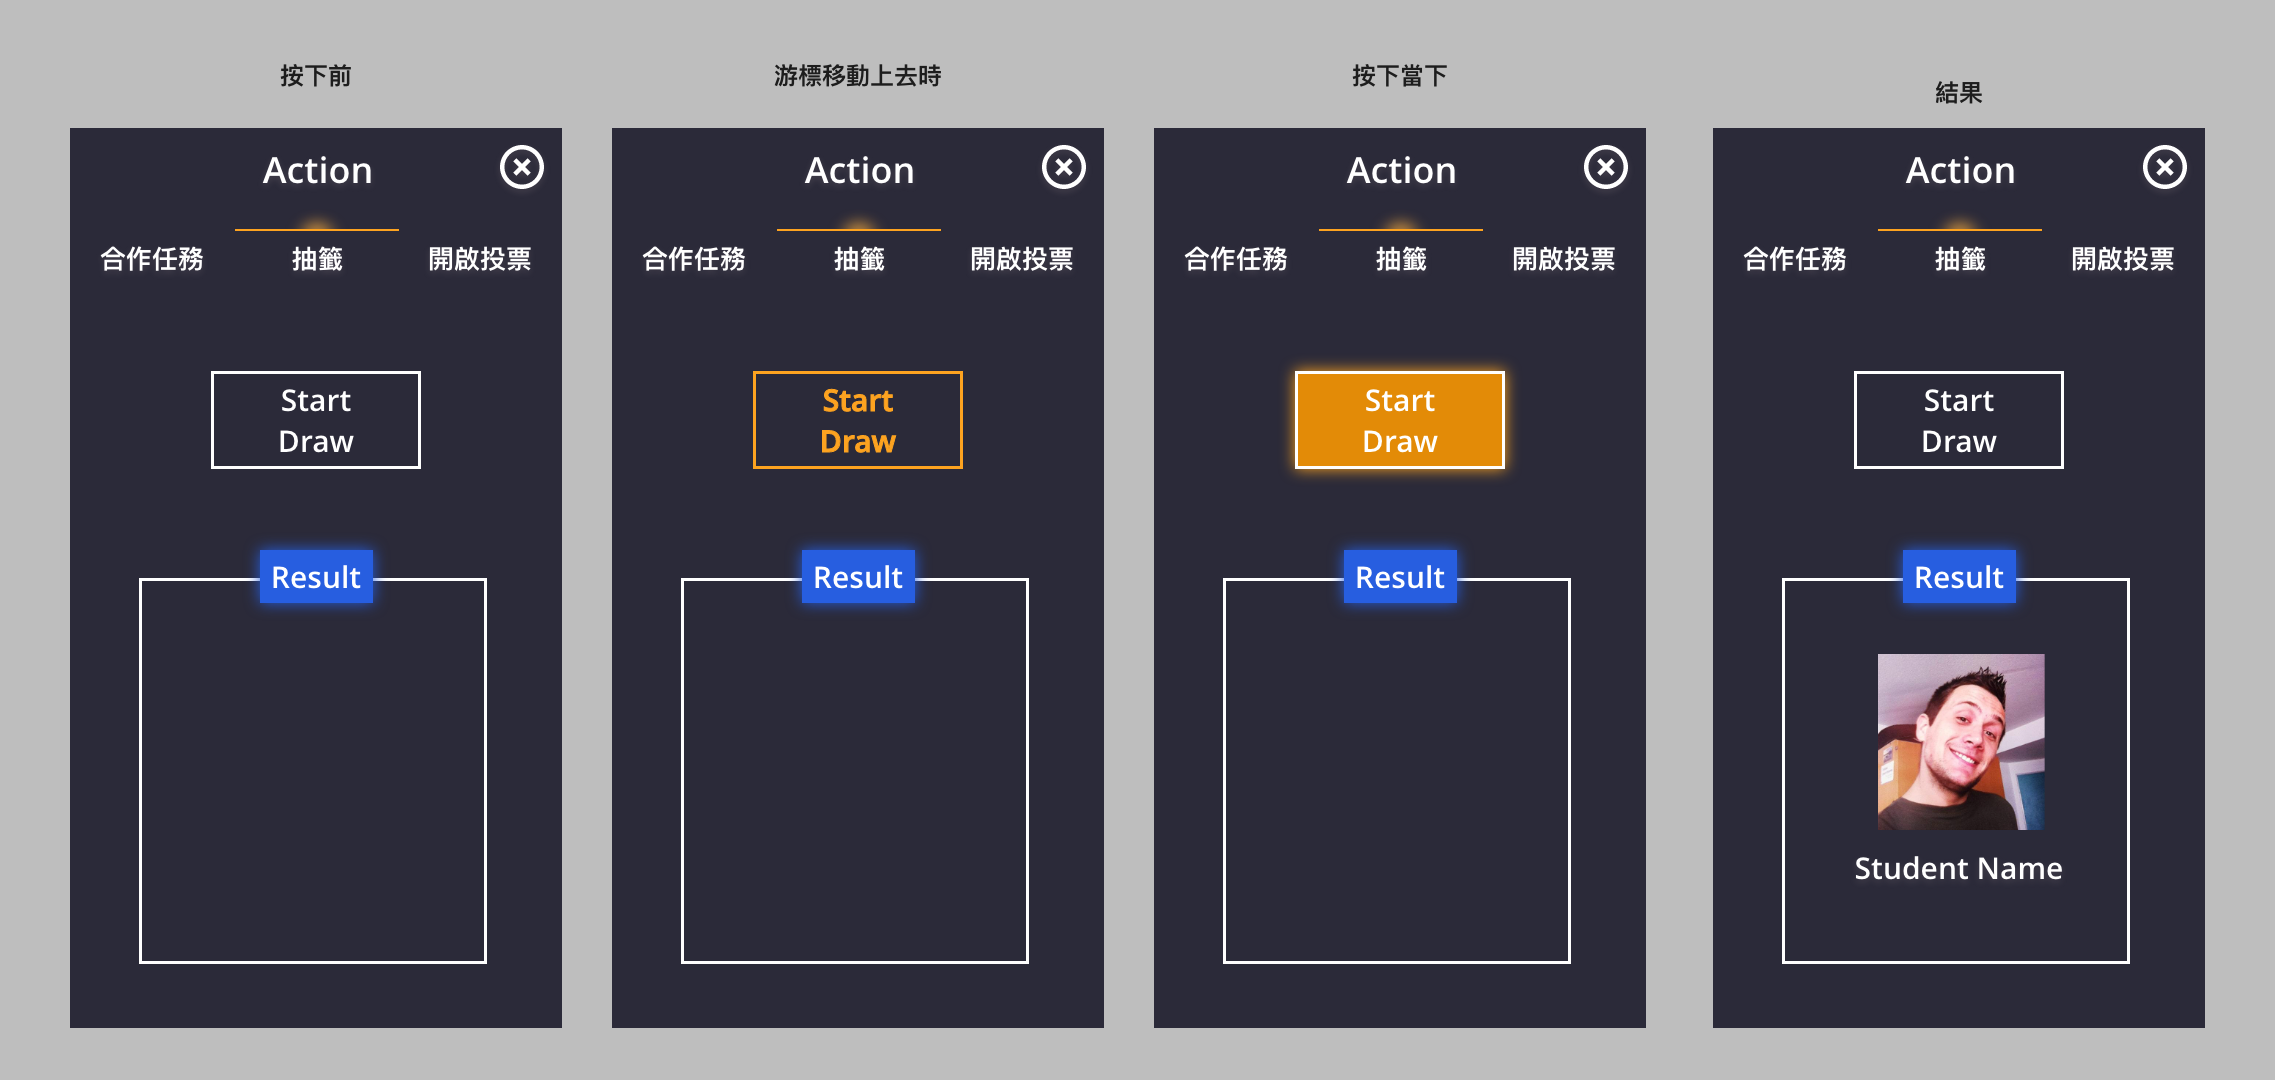 按下前
游標移動上去時
按下當下
結果
Action
合作任務
抽籤
開啟投票
Start
Draw
Result
Action
合作任務
抽籤
開啟投票
Start
Draw
Result
Action
合作任務
抽籤
開啟投票
Start
Draw
Result
Action
合作任務
抽籤
開啟投票
Start
Draw
Result
Student Name